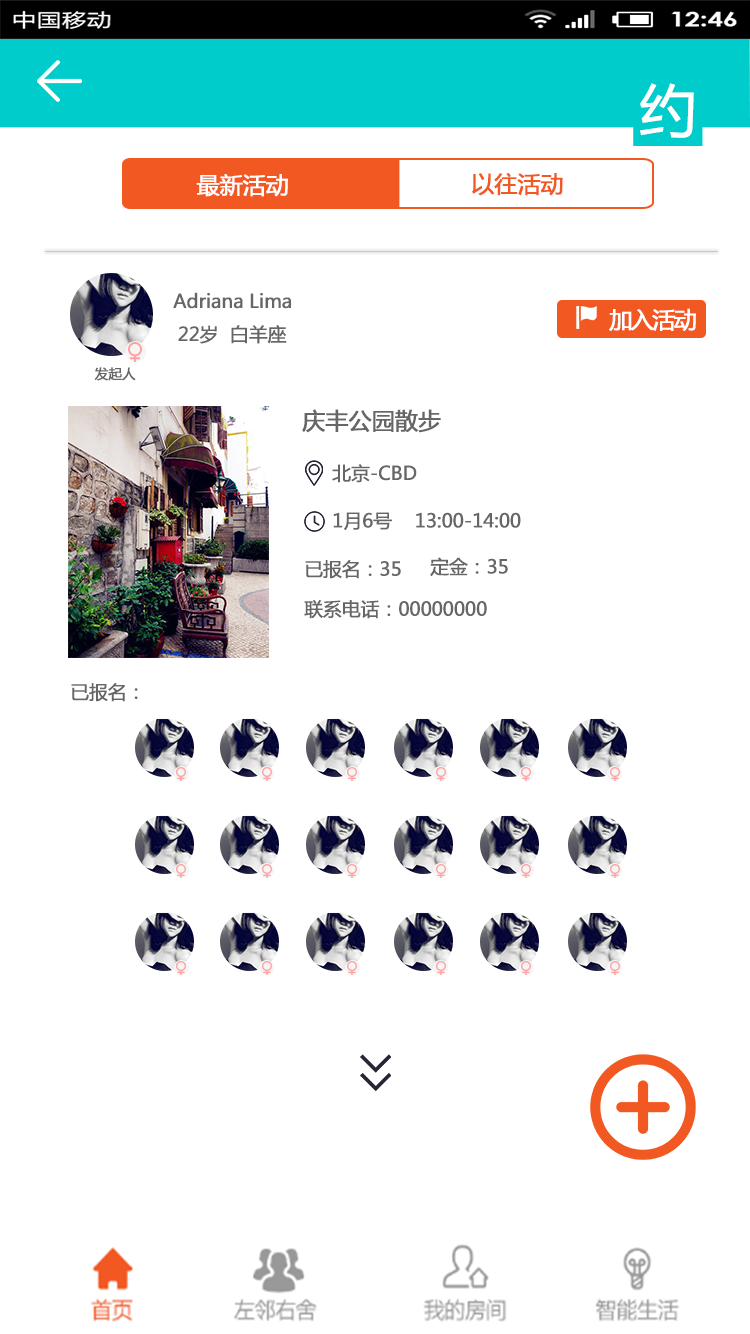 中国移动 12:46
约
最新活动 以往活动
Adriana Lima
22岁 白羊座
加入活动
发起人
庆丰公园散步
北京-CBD
1月6号 13:00-14:00
已报名：35 定金：35
联系电话：00000000
已报名：
首页 左邻右舍 我的房间 智能生活